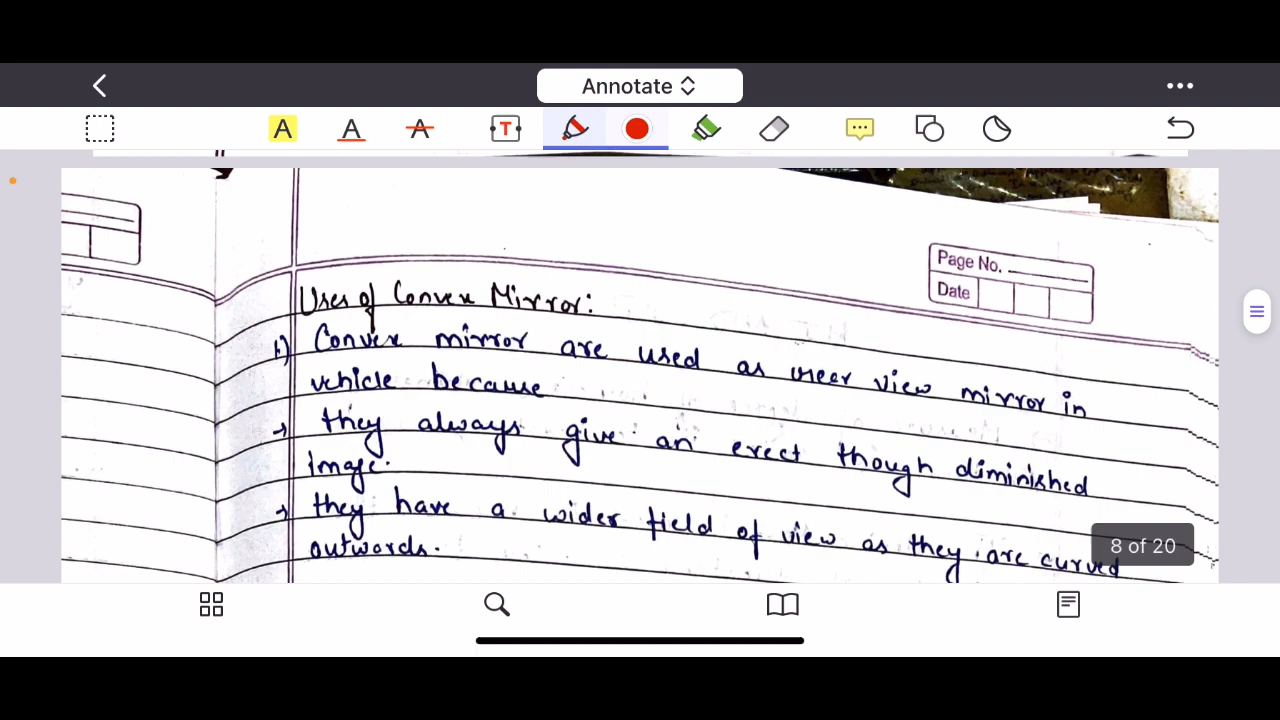 Annotate
A A A T
Page No.
Date
Uses of Convex Mirror:
1) Convex mirror are used as rear view mirror in
vehicle because
→ they always give an erect though diminished
image.
→ they have a wider field of view as they are curved
outwards.
8 of 20